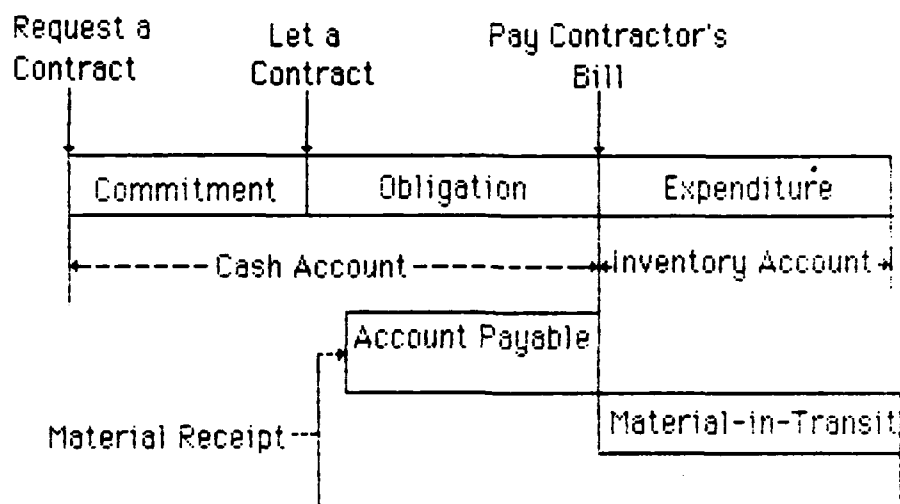 Request a
Contract
Let a
Contract
Pay Contractor's
Bill
Commitment
Obligation
Expenditure
Cash Account
Inventory Account
Account Payable
Material Receipt
Material-in-Transit